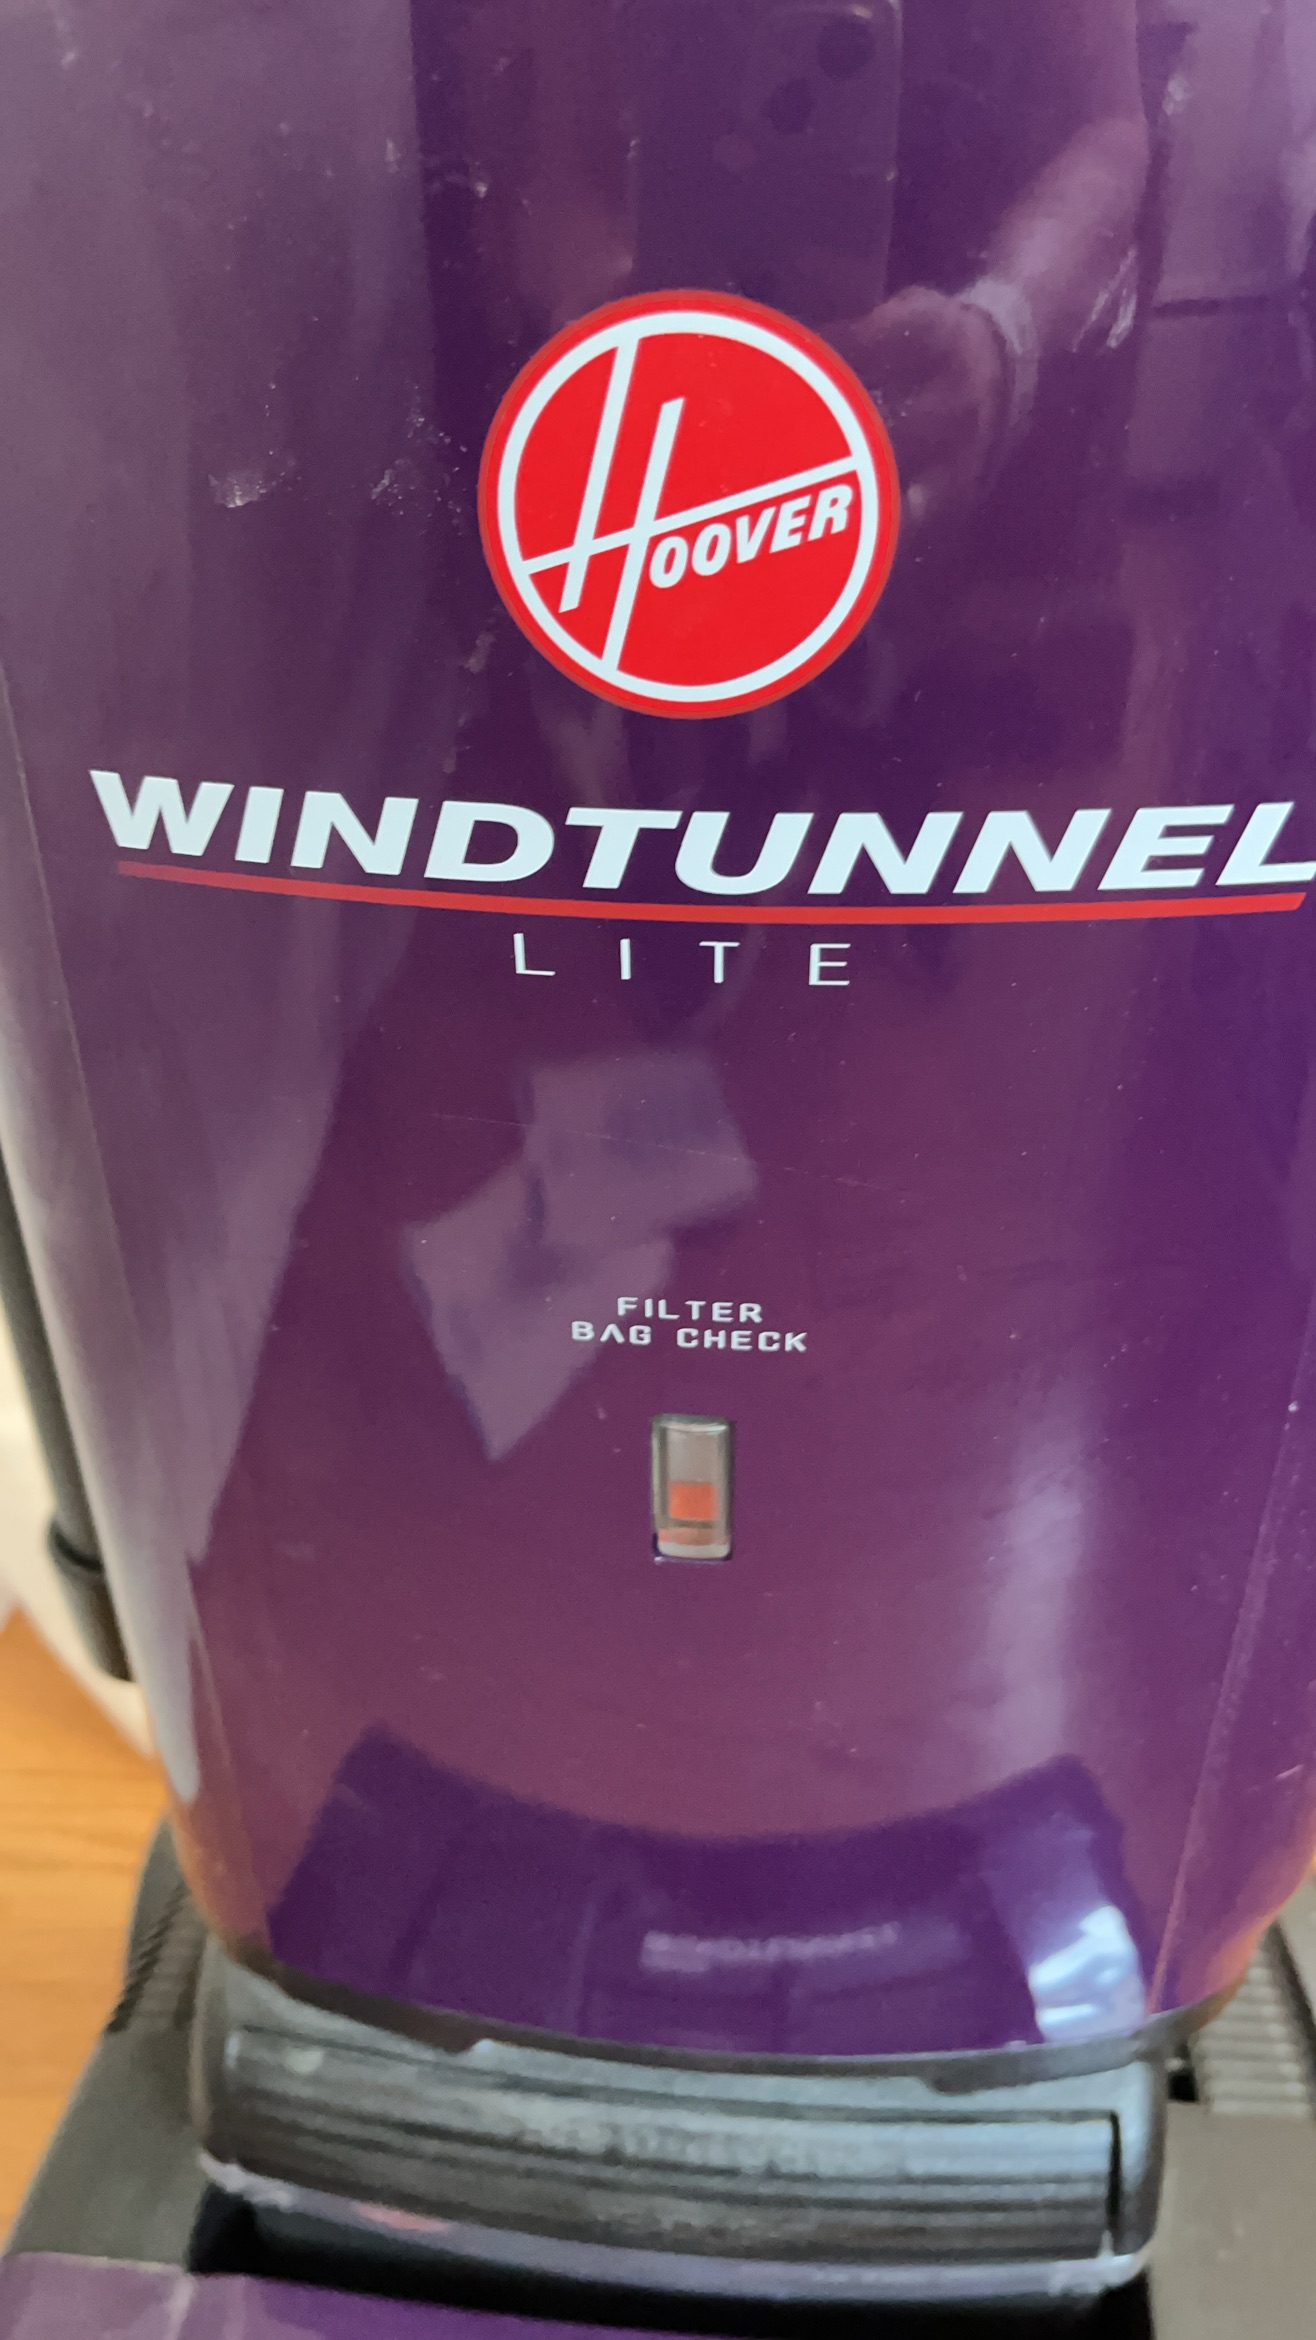 HOOVER
WINDTUNNEL
LITE
FILTER
BAG CHECK